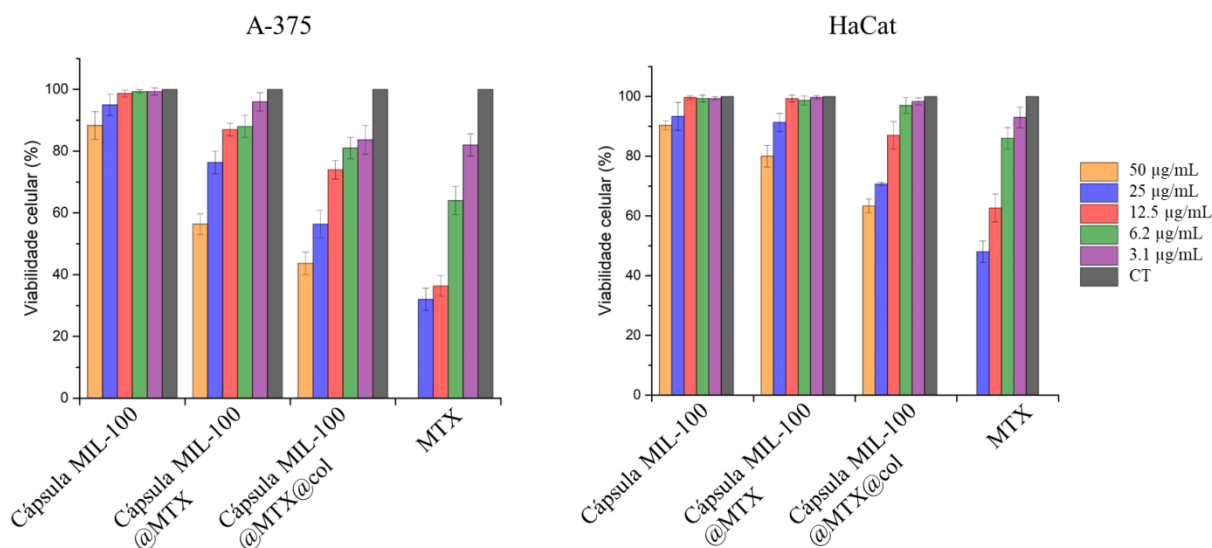 A-375
Viabilidade celular (%)
100
80
60
40
20
0
Cápsula MIL-100
Cápsula MIL-100
@MTX
Cápsula MIL-100
@MTX@col
MTX
HaCat
Viabilidade celular (%)
100
80
60
40
20
0
Cápsula MIL-100
Cápsula MIL-100
@MTX
Cápsula MIL-100
@MTX@col
MTX
50 µg/mL
25 µg/mL
12.5 µg/mL
6.2 µg/mL
3.1 µg/mL
CT